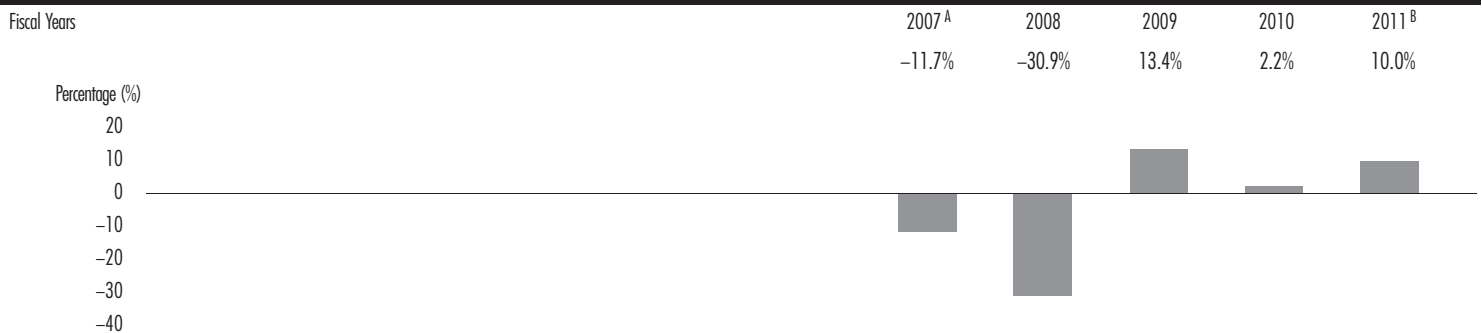 Fiscal Years 2007 A 2008 2009 2010 2011 B
–11.7% –30.9% 13.4% 2.2% 10.0%
Percentage (%)
20
10
0
–10
–20
–30
–40